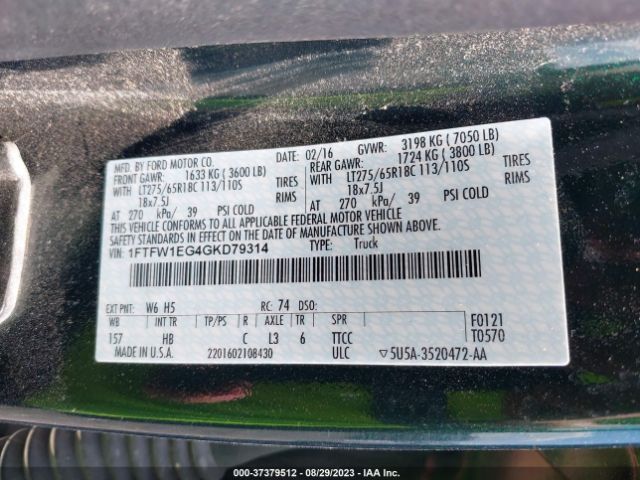 MFD. BY FORD MOTOR CO.
DATE: 02/16 GVWR: 3198 KG ( 7050 LB)
FRONT GAWR: 1633 KG ( 3600 LB) REAR GAWR: 1724 KG ( 3800 LB)
WITH LT275/65R18C 113/110S TIRES WITH LT275/65R18C 113/110S TIRES
18x7.5J RIMS 18x7.5J RIMS
AT 270 kPa/ 39 PSI COLD AT 270 kPa/ 39 PSI COLD
THIS VEHICLE CONFORMS TO ALL APPLICABLE FEDERAL MOTOR VEHICLE
SAFETY STANDARDS IN EFFECT ON THE DATE OF MANUFACTURE SHOWN ABOVE.
VIN: 1FTFW1EG4GKD79314 TYPE: Truck
EXT PNT: W6 H5 RC: 74 DSO:
WB INT TR TP/PS R AXLE TR SPR F0121
157 HB C L3 6 TTCC T0570
MADE IN U.S.A. 2201602108430 ULC ▽5U5A-3520472-AA
000-37379512 - 08/29/2023 - IAA Inc.